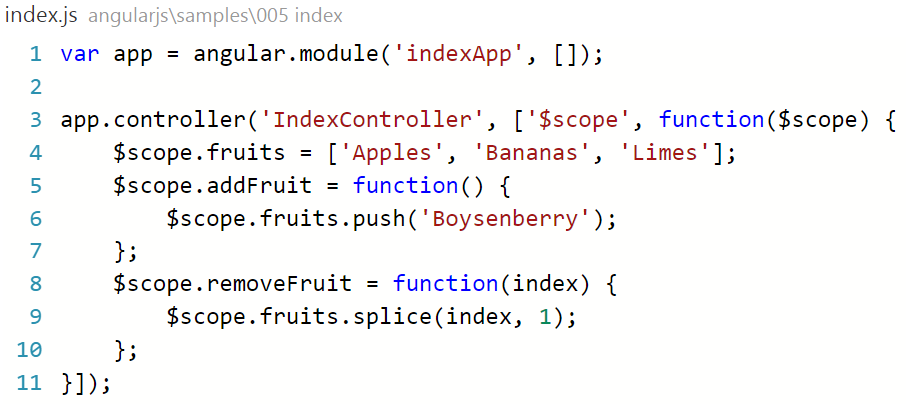 index.js angularjs\samples\005 index
1 var app = angular.module('indexApp', []);
2
3 app.controller('IndexController', ['$scope', function($scope) {
4     $scope.fruits = ['Apples', 'Bananas', 'Limes'];
5     $scope.addFruit = function() {
6         $scope.fruits.push('Boysenberry');
7     };
8     $scope.removeFruit = function(index) {
9         $scope.fruits.splice(index, 1);
10     };
11 }]);